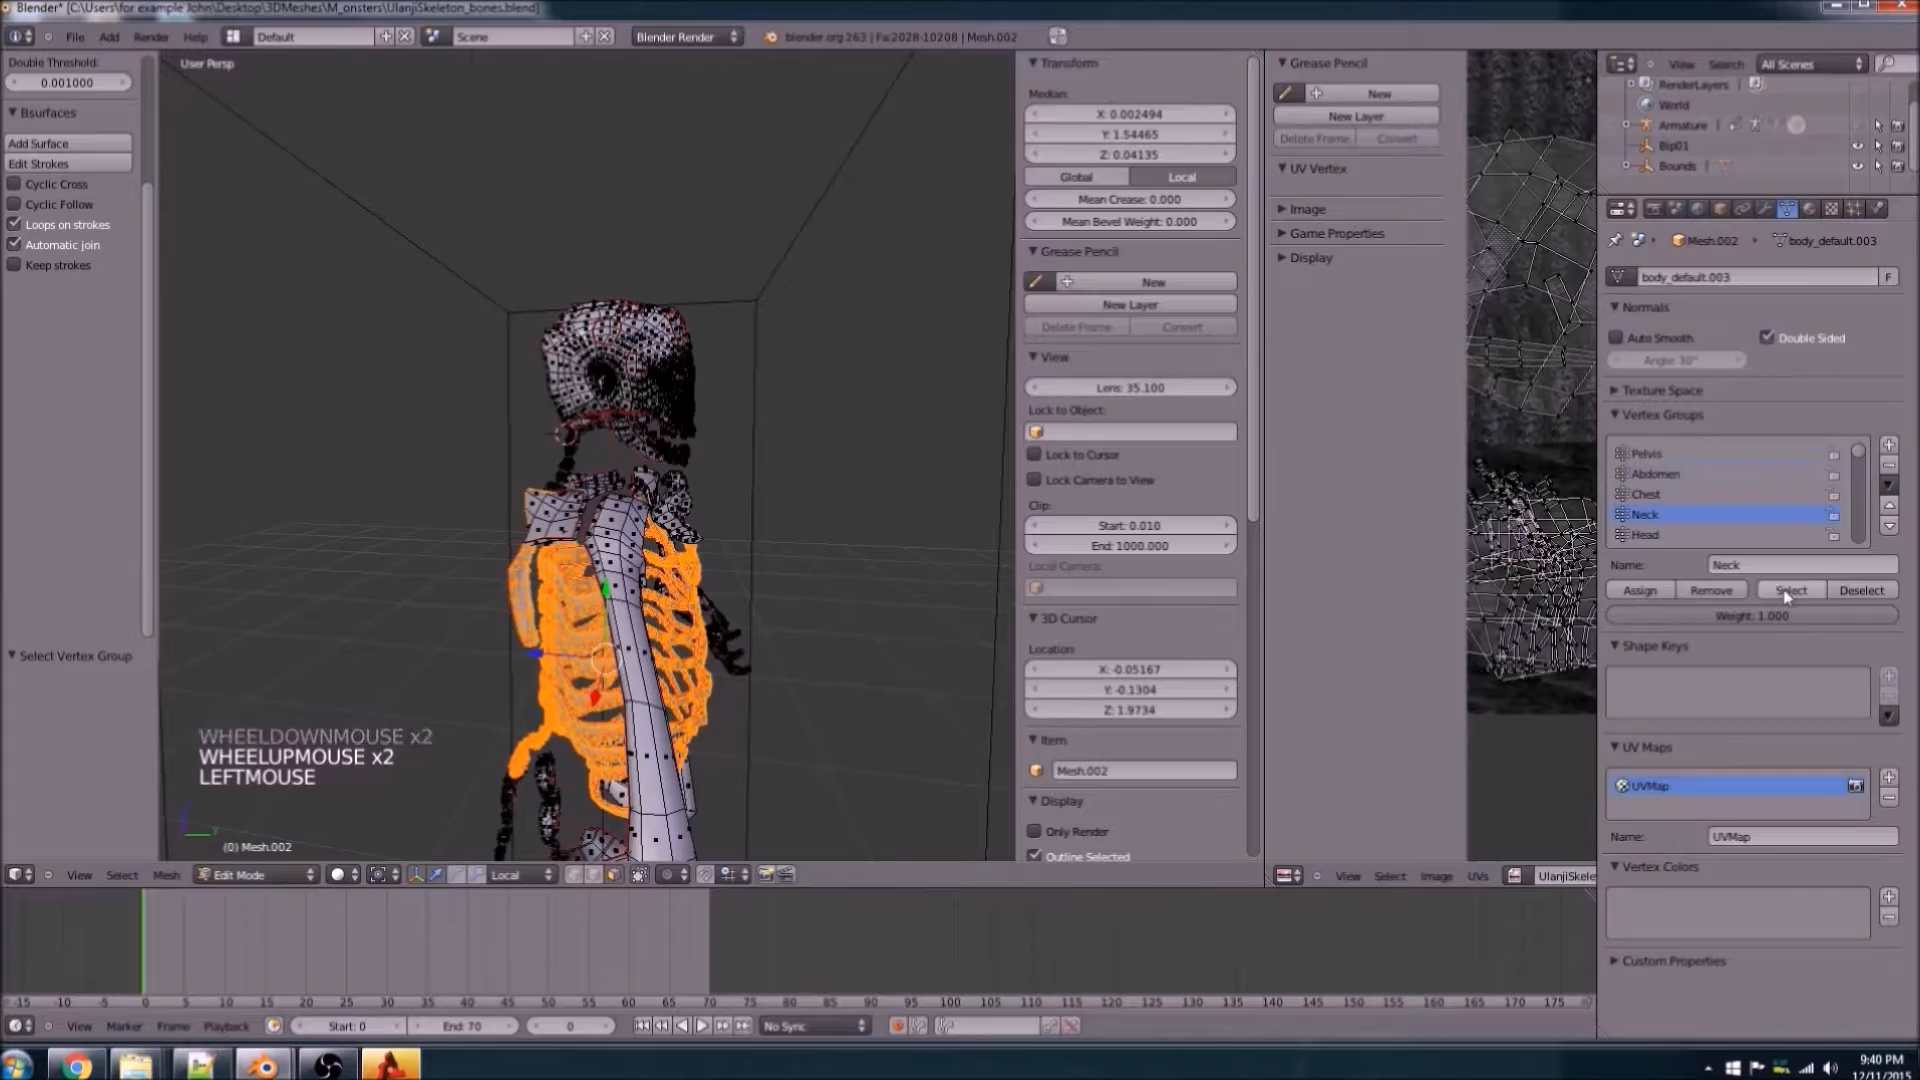 Blender* [C:\Users\for example John\Desktop\3DMeshes\M_onsters\UlanjiSkeleton_bones.blend]
File Add Render Help Default Scene Blender Render blender.org 263 | Fa:2028-10208 | Mesh.002
Double Threshold:
0.001000
Bsurfaces
Add Surface
Edit Strokes
Cyclic Cross
Cyclic Follow
Loops on strokes
Automatic join
Keep strokes
Select Vertex Group
User Persp
WHEELDOWNMOUSE x2
WHEELUPMOUSE x2
LEFTMOUSE
(0) Mesh.002
View Select Mesh Edit Mode Local
Transform
Median:
X: 0.002494
Y: 1.54465
Z: 0.04135
Global Local
Mean Crease: 0.000
Mean Bevel Weight: 0.000
Grease Pencil
New
New Layer
Delete Frame Convert
View
Lens: 35.100
Lock to Object:
Lock to Cursor
Lock Camera to View
Clip:
Start: 0.010
End: 1000.000
Local Camera:
3D Cursor
Location
X: -0.05167
Y: -0.1304
Z: 1.9734
Item
Mesh.002
Display
Only Render
Outline Selected
Grease Pencil
New
New Layer
Delete Frame Convert
UV Vertex
Image
Game Properties
Display
View Select Image UVs UlanjiSkele
View Search All Scenes
RenderLayers
World
Armature
Bip01
Bounds
Mesh.002 body_default.003
body_default.003 F
Normals
Auto Smooth Double Sided
Angle: 30°
Texture Space
Vertex Groups
Pelvis
Abdomen
Chest
Neck
Head
Name: Neck
Assign Remove Select Deselect
Weight: 1.000
Shape Keys
UV Maps
UVMap
Name: UVMap
Vertex Colors
Custom Properties
-15 -10 -5 0 5 10 15 20 25 30 35 40 45 50 55 60 65 70 75 80 85 90 95 100 105 110 115 120 125 130 135 140 145 150 155 160 165 170 175
View Marker Frame Playback Start: 0 End: 70 0 No Sync
9:40 PM
12/11/2015